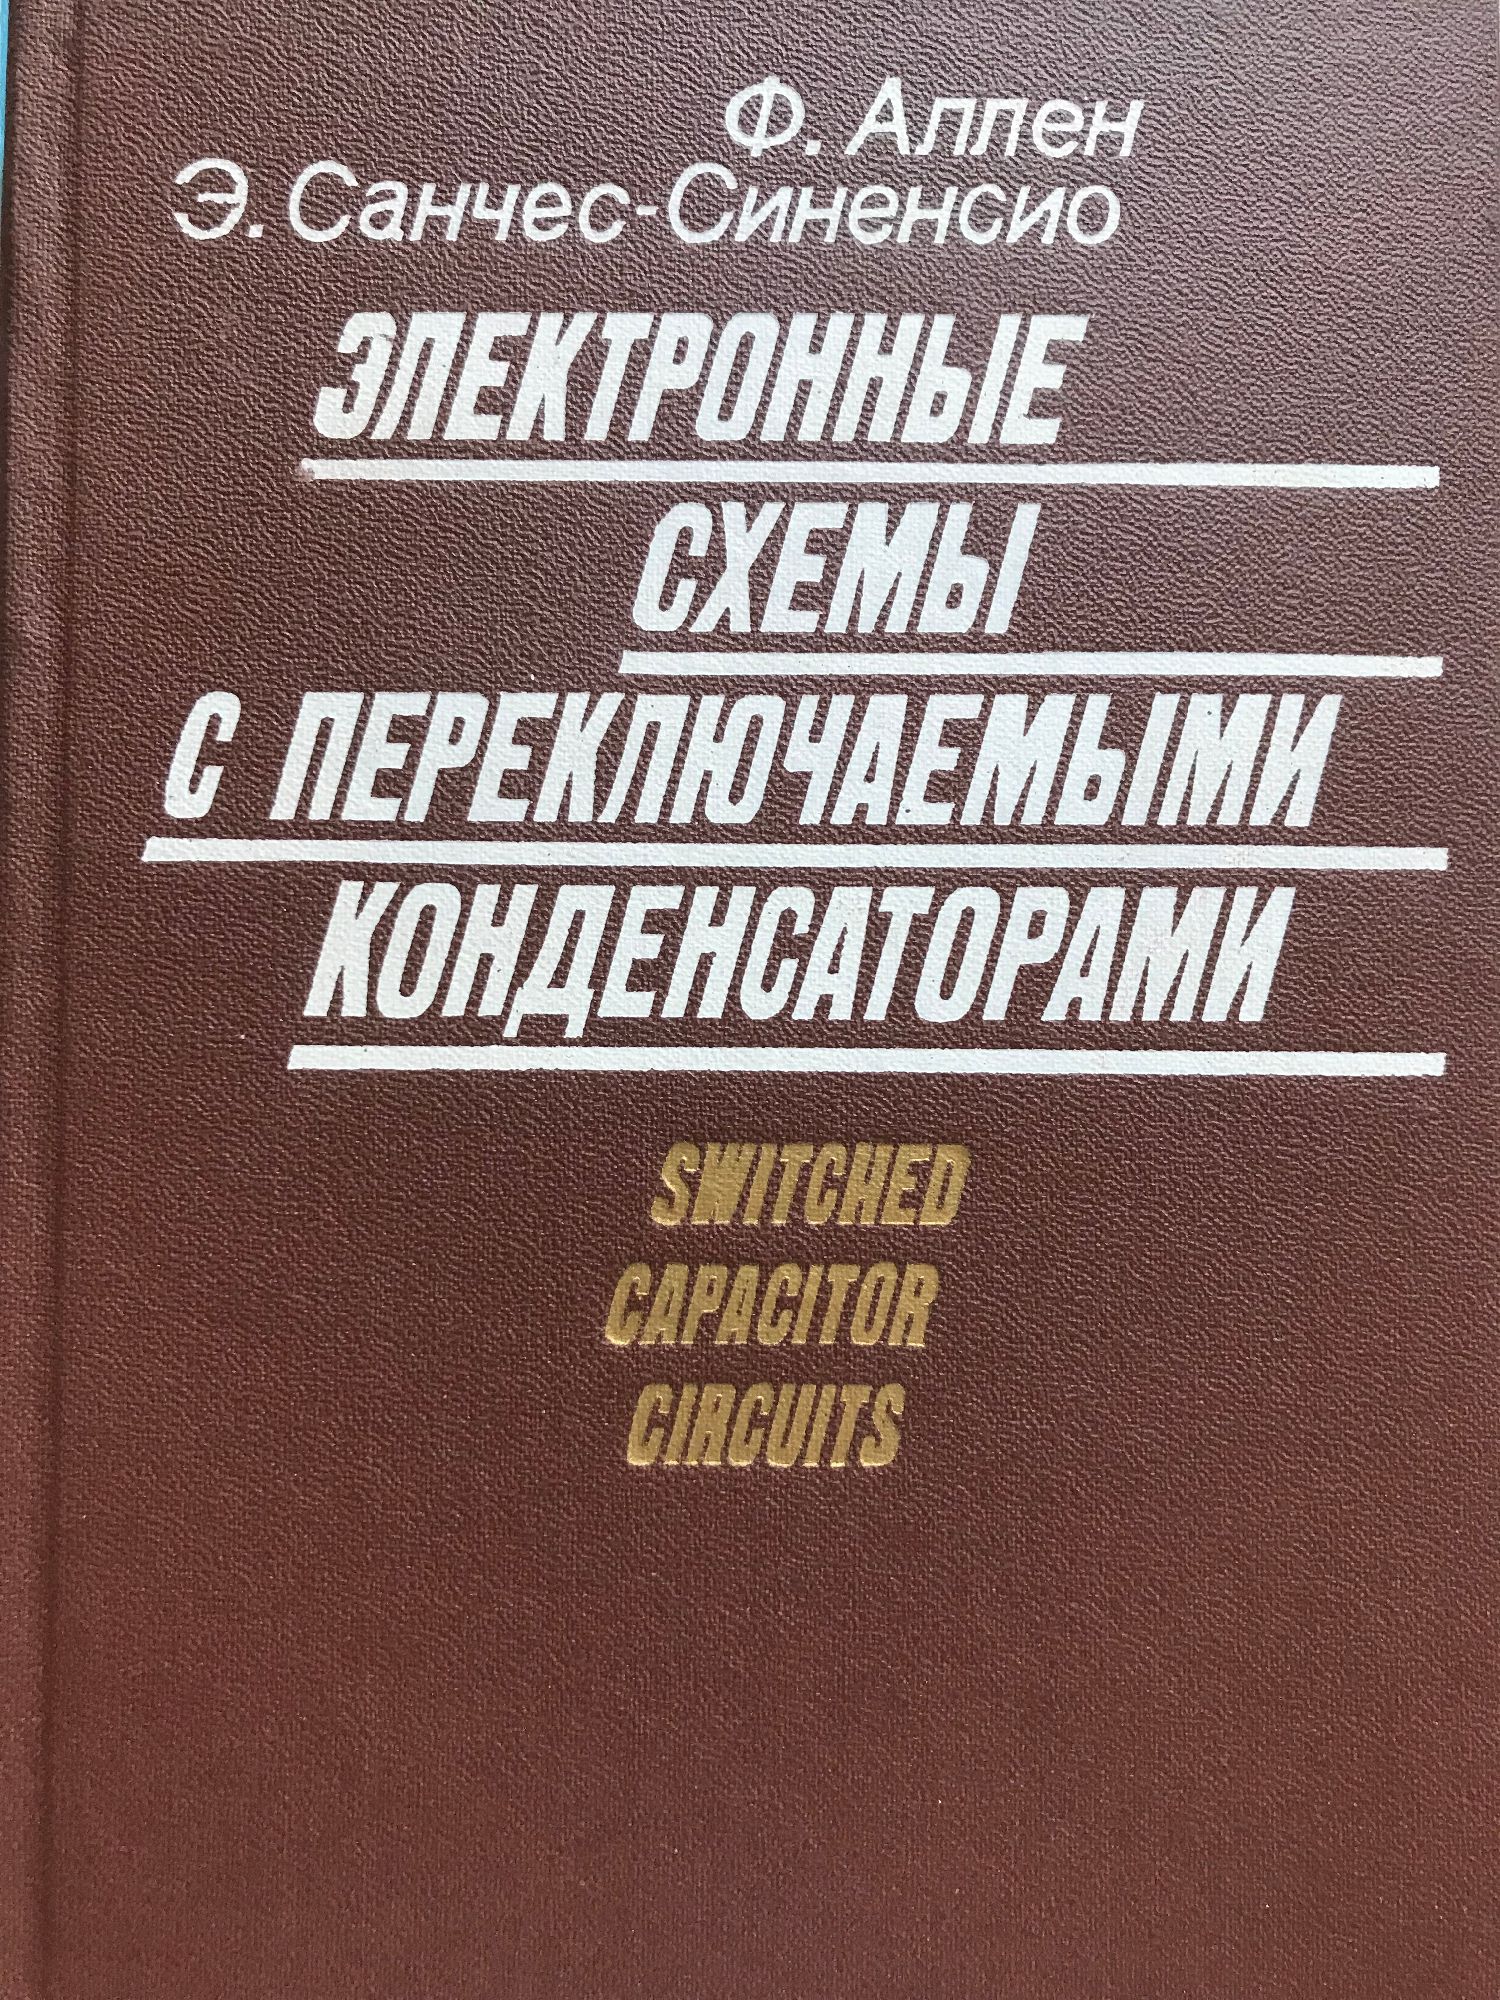 Ф. Аллен
Э. Санчес-Синенсио
ЭЛЕКТРОННЫЕ
СХЕМЫ
С ПЕРЕКЛЮЧАЕМЫМИ
КОНДЕНСАТОРАМИ
SWITCHED
CAPACITOR
CIRCUITS